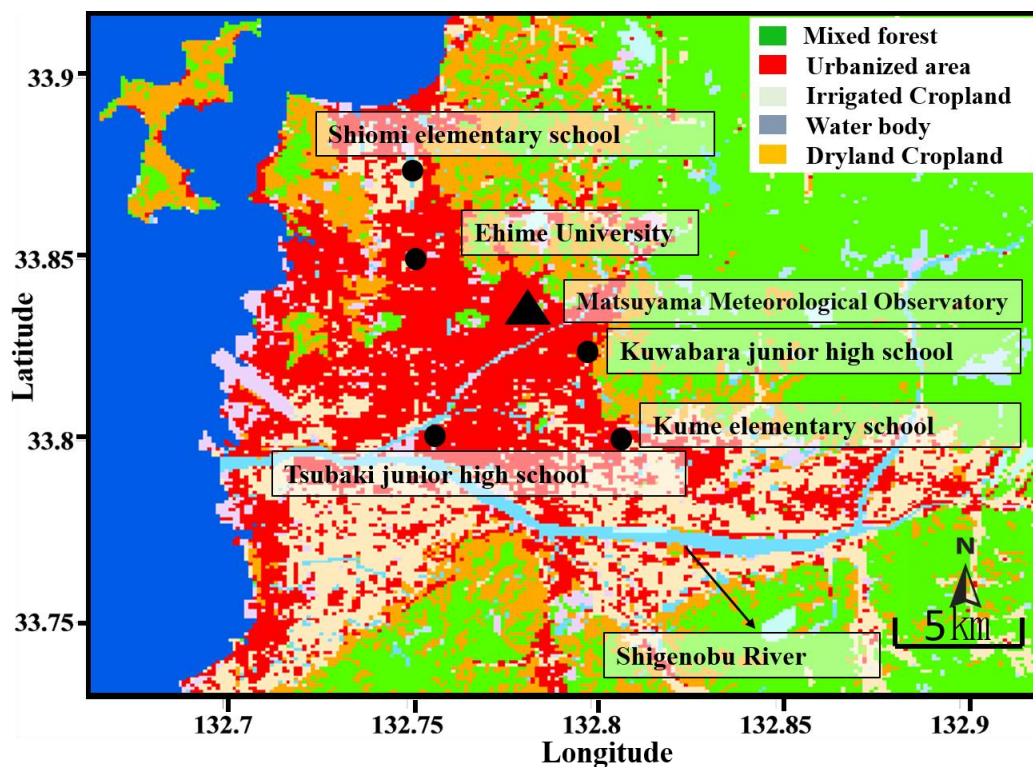 Mixed forest
Urbanized area
Irrigated Cropland
Water body
Dryland Cropland
33.9
33.85
33.8
33.75
Latitude
Shiomi elementary school
Ehime University
Matsuyama Meteorological Observatory
Kuwabara junior high school
Kume elementary school
Tsubaki junior high school
Shigenobu River
N
5km
132.7
132.75
132.8
132.85
132.9
Longitude